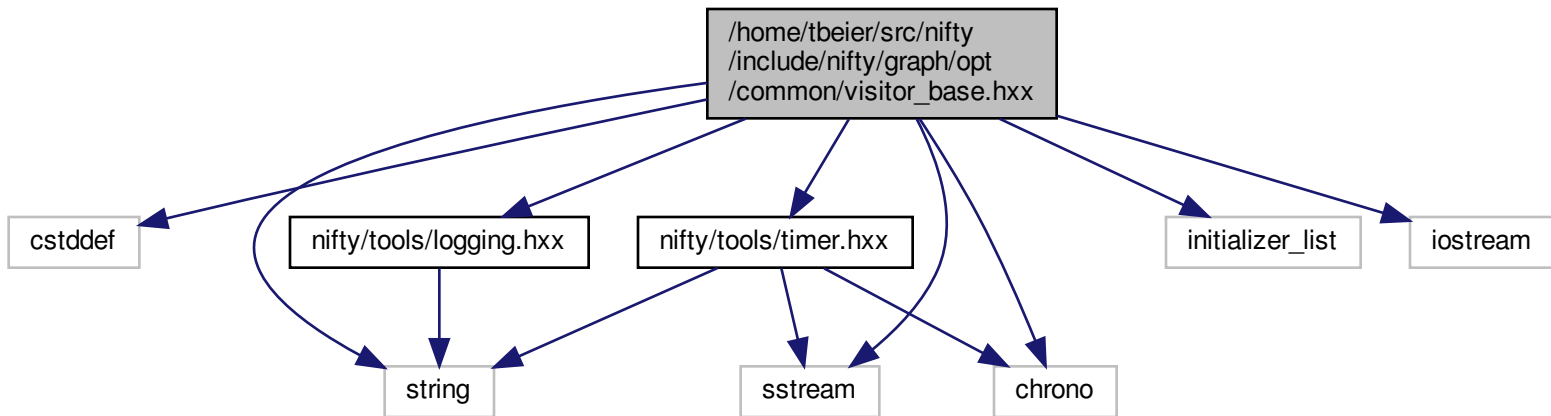 /home/tbeier/src/nifty
/include/nifty/graph/opt
/common/visitor_base.hxx
cstddef
nifty/tools/logging.hxx
nifty/tools/timer.hxx
initializer_list
iostream
string
sstream
chrono